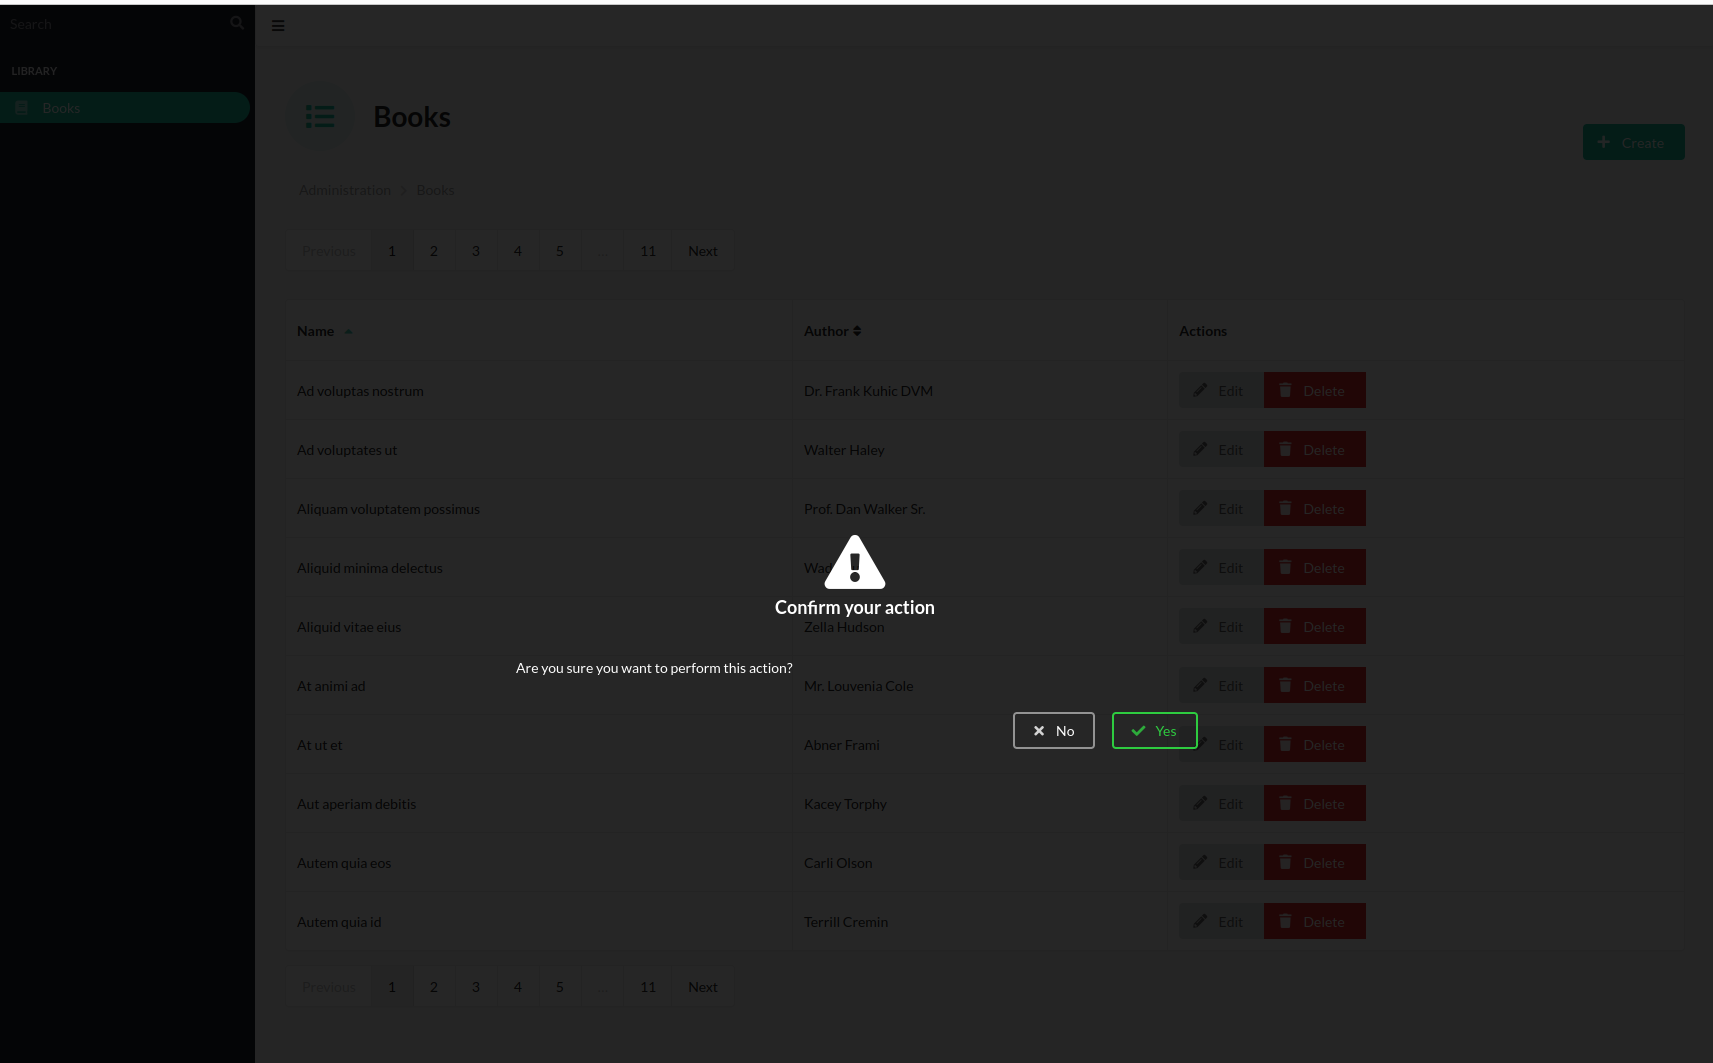 Search
LIBRARY
Books
Books
Create
Administration > Books
Previous 1 2 3 4 5 ... 11 Next
Name Author Actions
Ad voluptas nostrum Dr. Frank Kuhic DVM Edit Delete
Ad voluptates ut Walter Haley Edit Delete
Aliquam voluptatem possimus Prof. Dan Walker Sr. Edit Delete
Aliquid minima delectus Edit Delete
Confirm your action
Aliquid vitae eius Zella Hudson Edit Delete
Are you sure you want to perform this action?
At animi ad Mr. Louvenia Cole Edit Delete
No Yes
At ut et Abner Frami Edit Delete
Aut aperiam debitis Kacey Torphy Edit Delete
Autem quia eos Carli Olson Edit Delete
Autem quia id Terrill Cremin Edit Delete
Previous 1 2 3 4 5 ... 11 Next